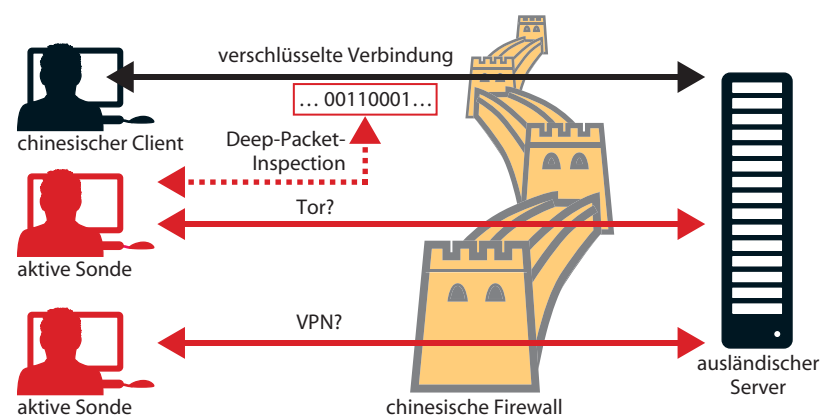 verschlüsselte Verbindung
... 00110001...
chinesischer Client
Deep-Packet-
Inspection
Tor?
aktive Sonde
VPN?
ausländischer
Server
aktive Sonde
chinesische Firewall